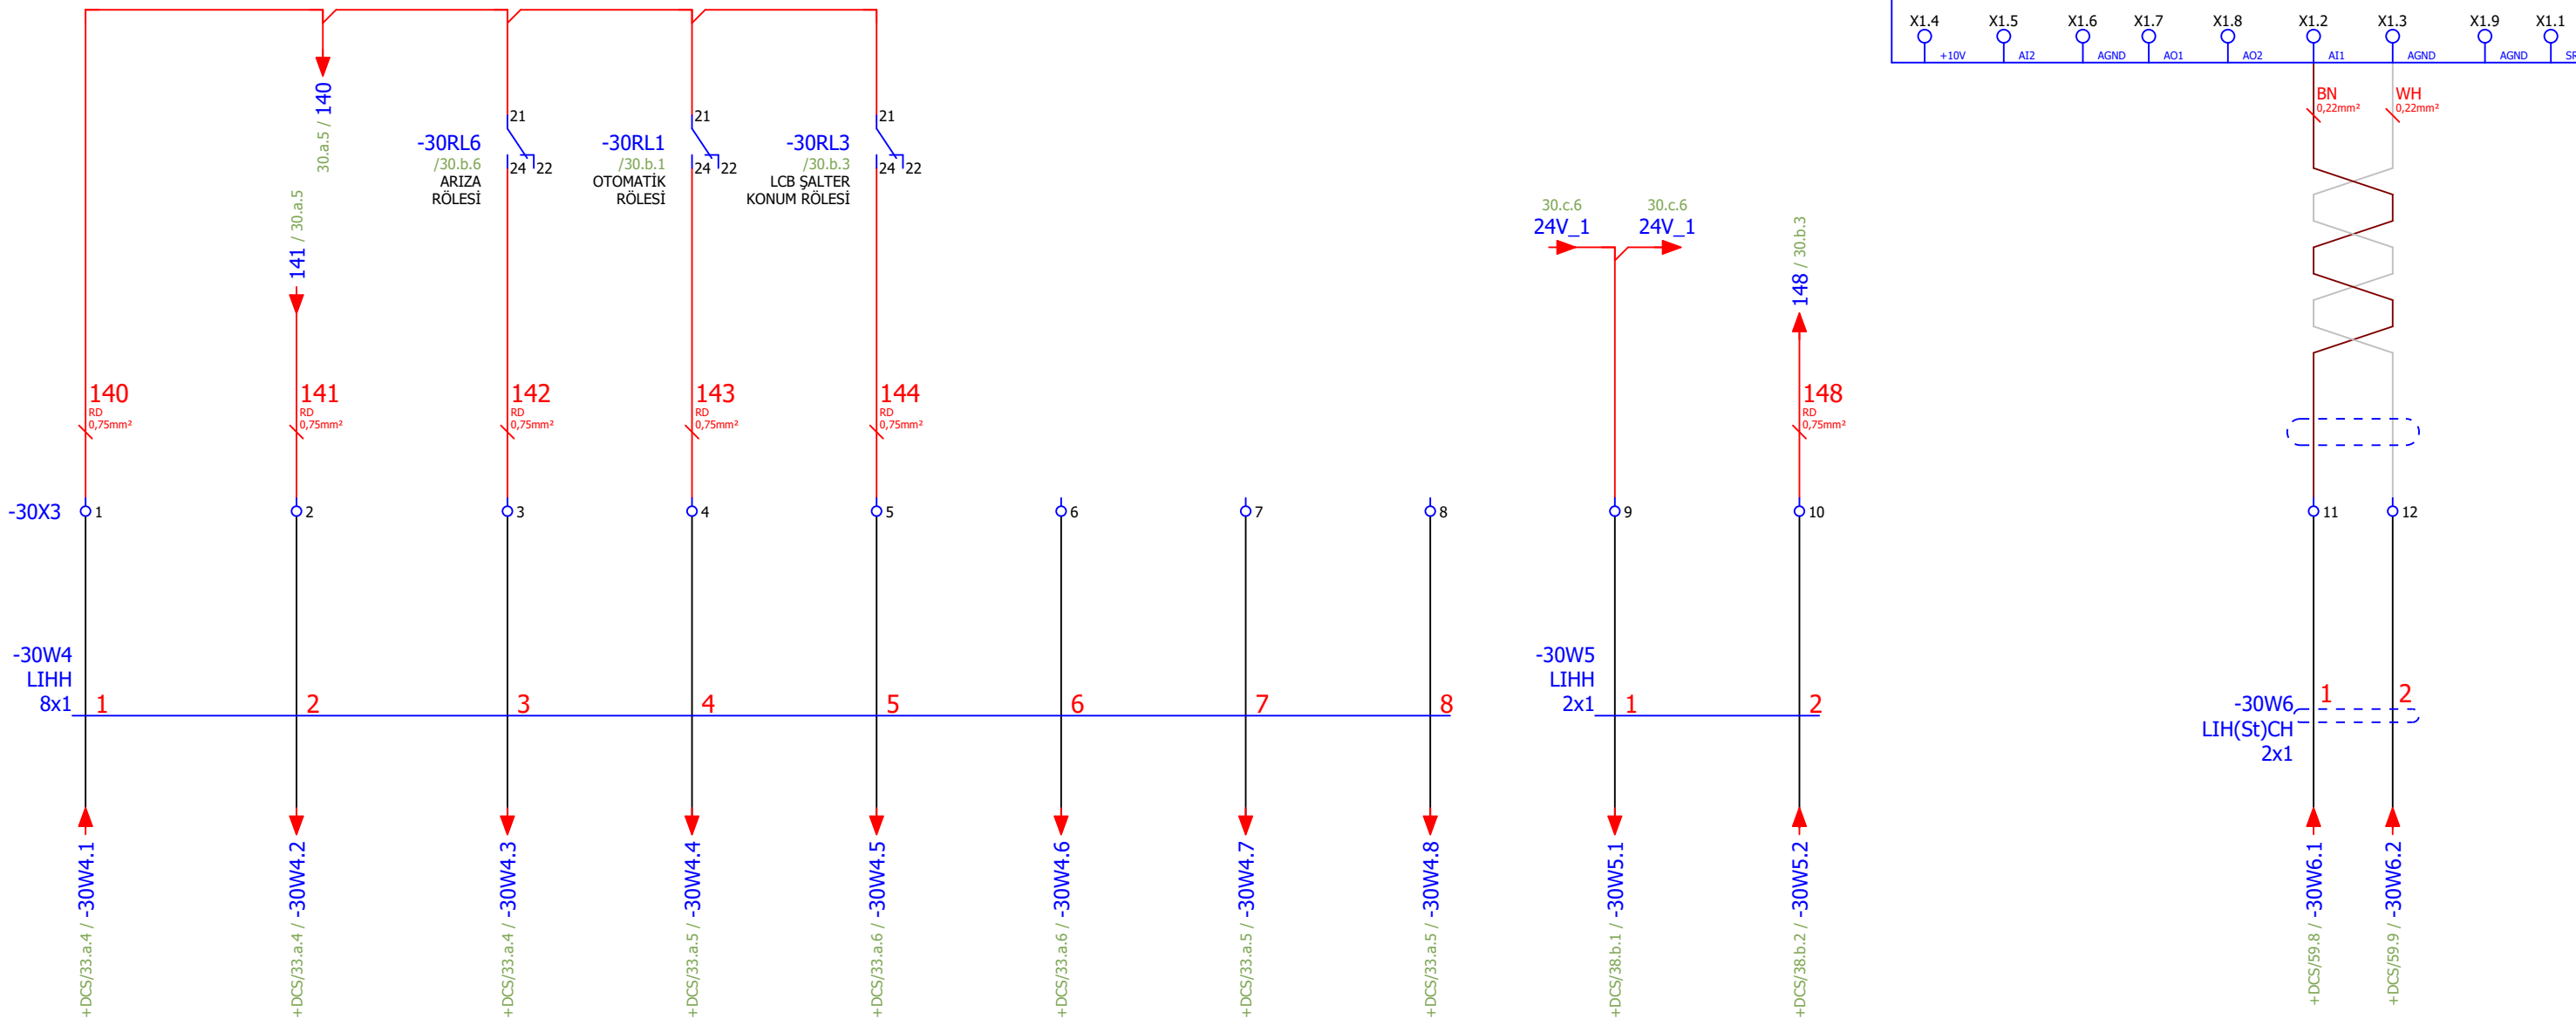 X1.4 X1.5 X1.6 X1.7 X1.8 X1.2 X1.3 X1.9 X1.1
+10V AI2 AGND AO1 AO2 AI1 AGND AGND
30.a.5 / 140
141 / 30.a.5
21
-30RL6
/30.b.6
24 22
ARIZA
RÖLESİ
21
-30RL1
/30.b.1
24 22
OTOMATİK
RÖLESİ
21
-30RL3
/30.b.3
24 22
LCB ŞALTER
KONUM RÖLESİ
30.c.6 30.c.6
24V_1 24V_1
148 / 30.b.3
BN
0,22mm²
WH
0,22mm²
140
RD
0,75mm²
141
RD
0,75mm²
142
RD
0,75mm²
143
RD
0,75mm²
144
RD
0,75mm²
148
RD
0,75mm²
-30X3 1 2 3 4 5 6 7 8 9 10 11 12
-30W4
LIHH
8x1 1 2 3 4 5 6 7 8
-30W5
LIHH
2x1 1 2
-30W6 1 2
LIH(St)CH
2x1
+DCS/33.a.4 / -30W4.1
+DCS/33.a.4 / -30W4.2
+DCS/33.a.4 / -30W4.3
+DCS/33.a.5 / -30W4.4
+DCS/33.a.6 / -30W4.5
+DCS/33.a.6 / -30W4.6
+DCS/33.a.5 / -30W4.7
+DCS/33.a.5 / -30W4.8
+DCS/38.b.1 / -30W5.1
+DCS/38.b.2 / -30W5.2
+DCS/59.8 / -30W6.1
+DCS/59.9 / -30W6.2